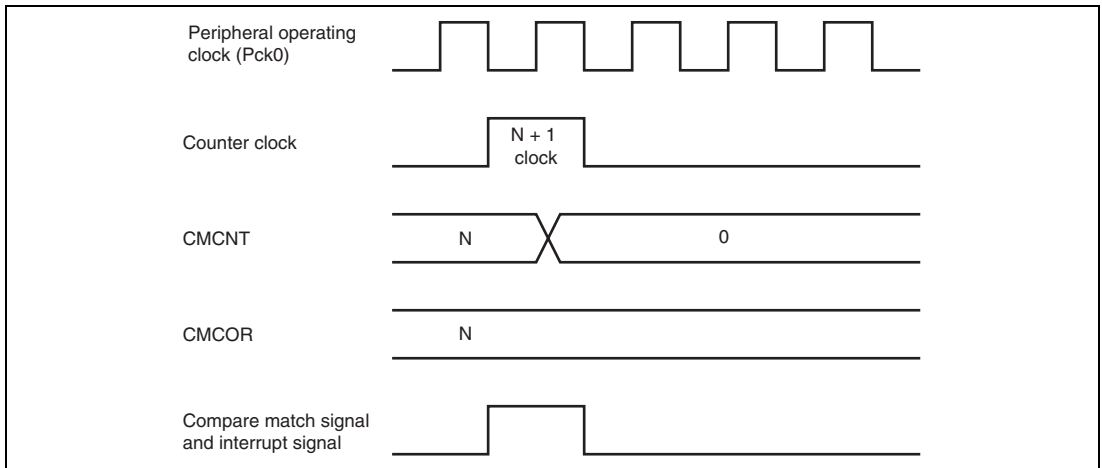 Peripheral operating
clock (Pck0)
Counter clock
N + 1
clock
CMCNT
N
0
CMCOR
N
Compare match signal
and interrupt signal